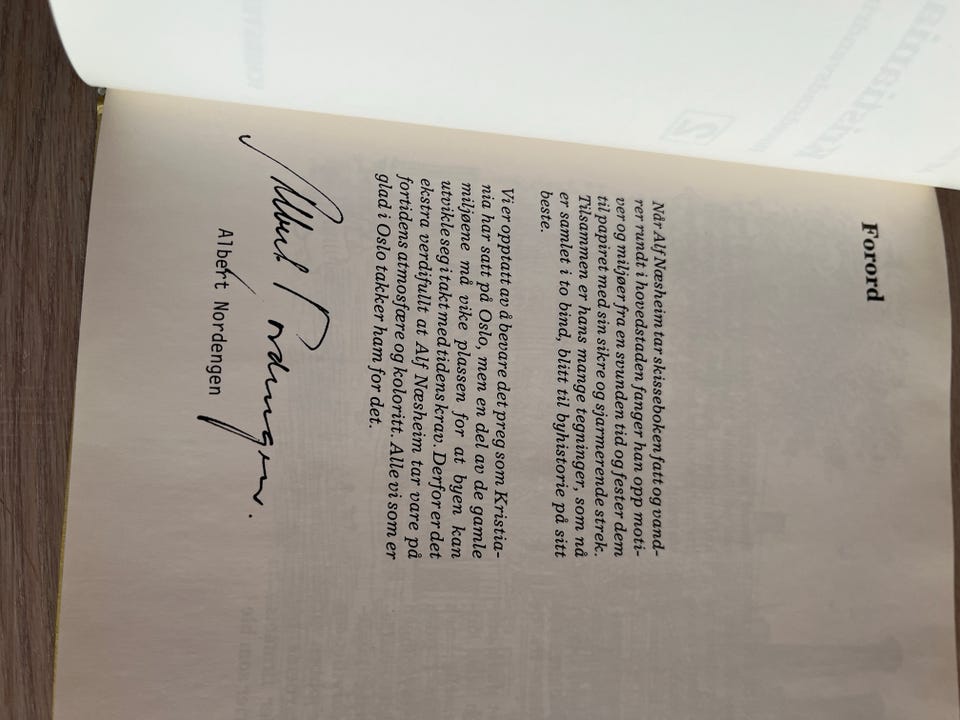 Forord
Når Alf Næsheim tar skisseboken fatt og vand-
rer rundt i hovedstaden fanger han opp moti-
ver og miljøer fra en svunden tid og fester dem
til papiret med sin sikre og sjarmerende strek.
Tilsammen er hans mange tegninger, som nå
er samlet i to bind, blitt til byhistorie på sitt
beste.
Vi er opptatt av å bevare det preg som Kristia-
nia har satt på Oslo, men en del av de gamle
miljøene må vike plassen for at byen kan
utvikle seg i takt med tidens krav. Derfor er det
ekstra verdifullt at Alf Næsheim tar vare på
fortidens atmosfære og koloritt. Alle vi som er
glad i Oslo takker ham for det.
Albert Nordengen.
Albert Nordengen